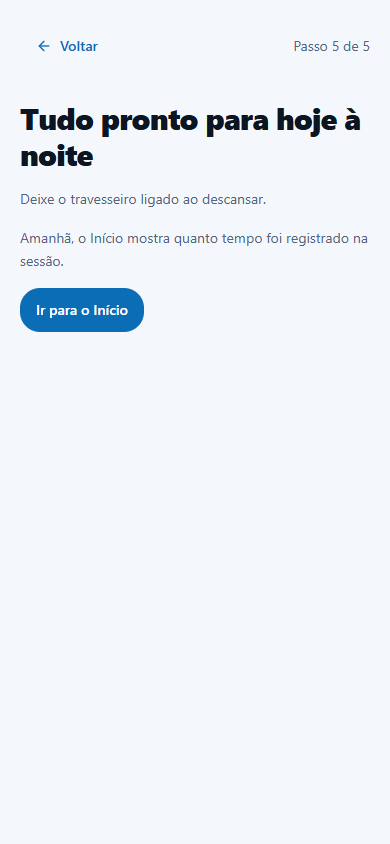 Voltar
Passo 5 de 5
Tudo pronto para hoje à
noite
Deixe o travesseiro ligado ao descansar.
Amanhã, o Início mostra quanto tempo foi registrado na
sessão.
Ir para o Início